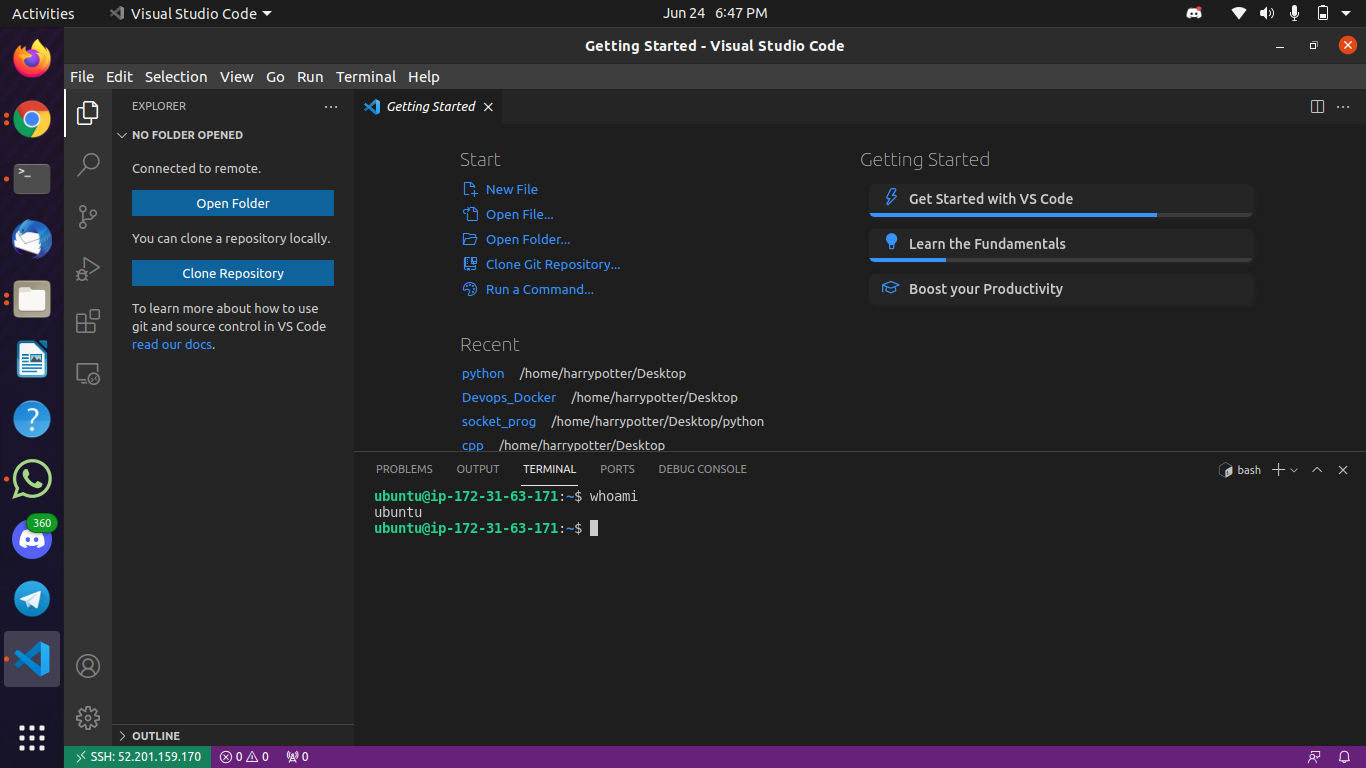 Activities
Visual Studio Code
Jun 24 6:47 PM
Getting Started - Visual Studio Code
File Edit Selection View Go Run Terminal Help
EXPLORER
NO FOLDER OPENED
Connected to remote.
Open Folder
You can clone a repository locally.
Clone Repository
To learn more about how to use
git and source control in VS Code
read our docs.
OUTLINE
Getting Started
Start
New File
Open File...
Open Folder...
Clone Git Repository...
Run a Command...
Recent
python /home/harrypotter/Desktop
Devops_Docker /home/harrypotter/Desktop
socket_prog /home/harrypotter/Desktop/python
cpp /home/harrypotter/Desktop
Getting Started
Get Started with VS Code
Learn the Fundamentals
Boost your Productivity
PROBLEMS OUTPUT TERMINAL PORTS DEBUG CONSOLE
bash
ubuntu@ip-172-31-63-171:~$ whoami
ubuntu
ubuntu@ip-172-31-63-171:~$
360
SSH: 52.201.159.170 0 0 0